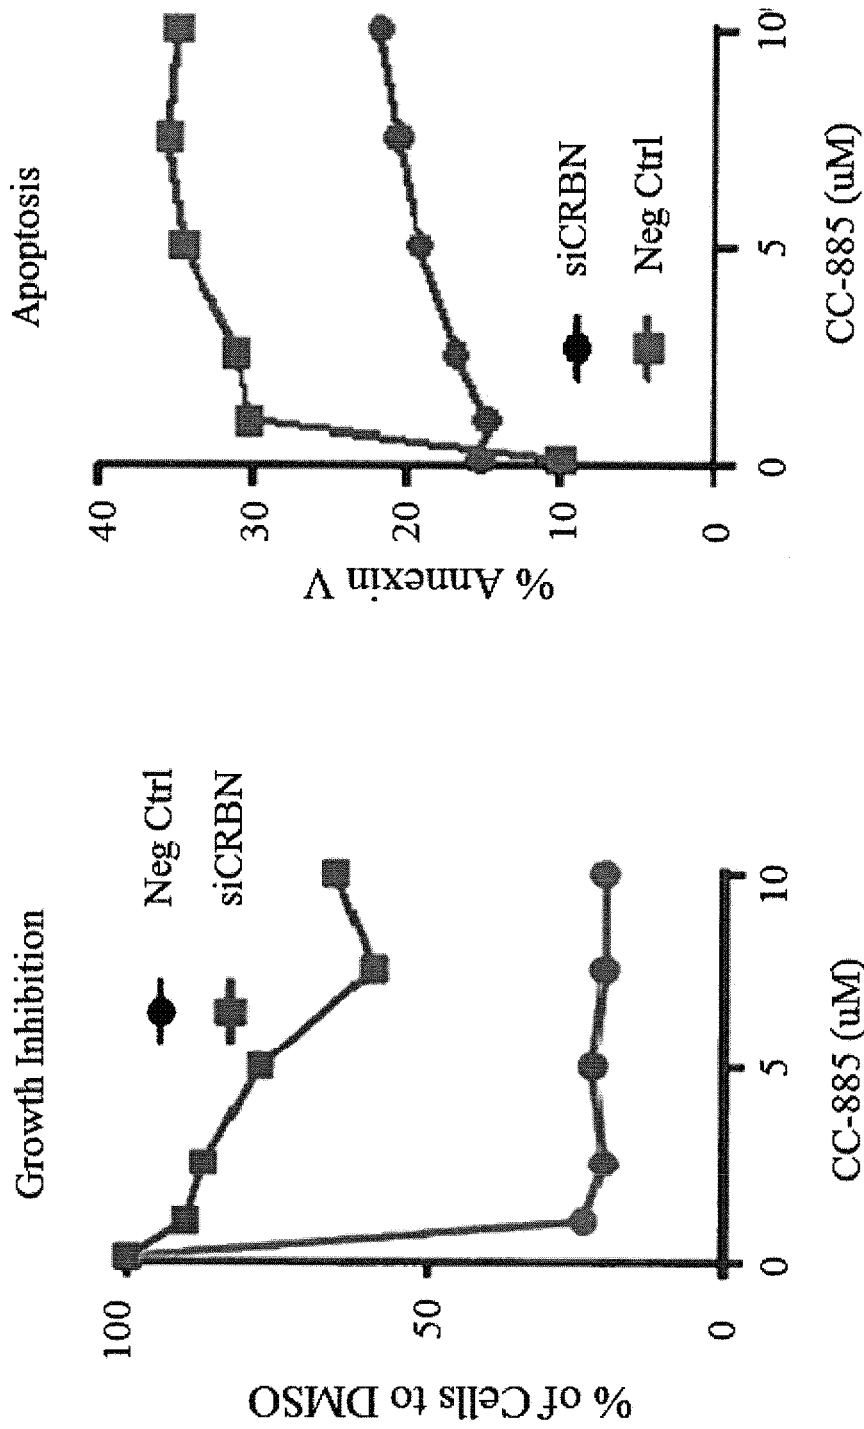 Growth Inhibition
% of Cells to DMSO
100
50
0
Neg Ctrl
siCRBN
0
5
10
CC-885 (uM)
Apoptosis
% Annexin V
40
30
20
10
0
siCRBN
Neg Ctrl
0
5
10
CC-885 (uM)